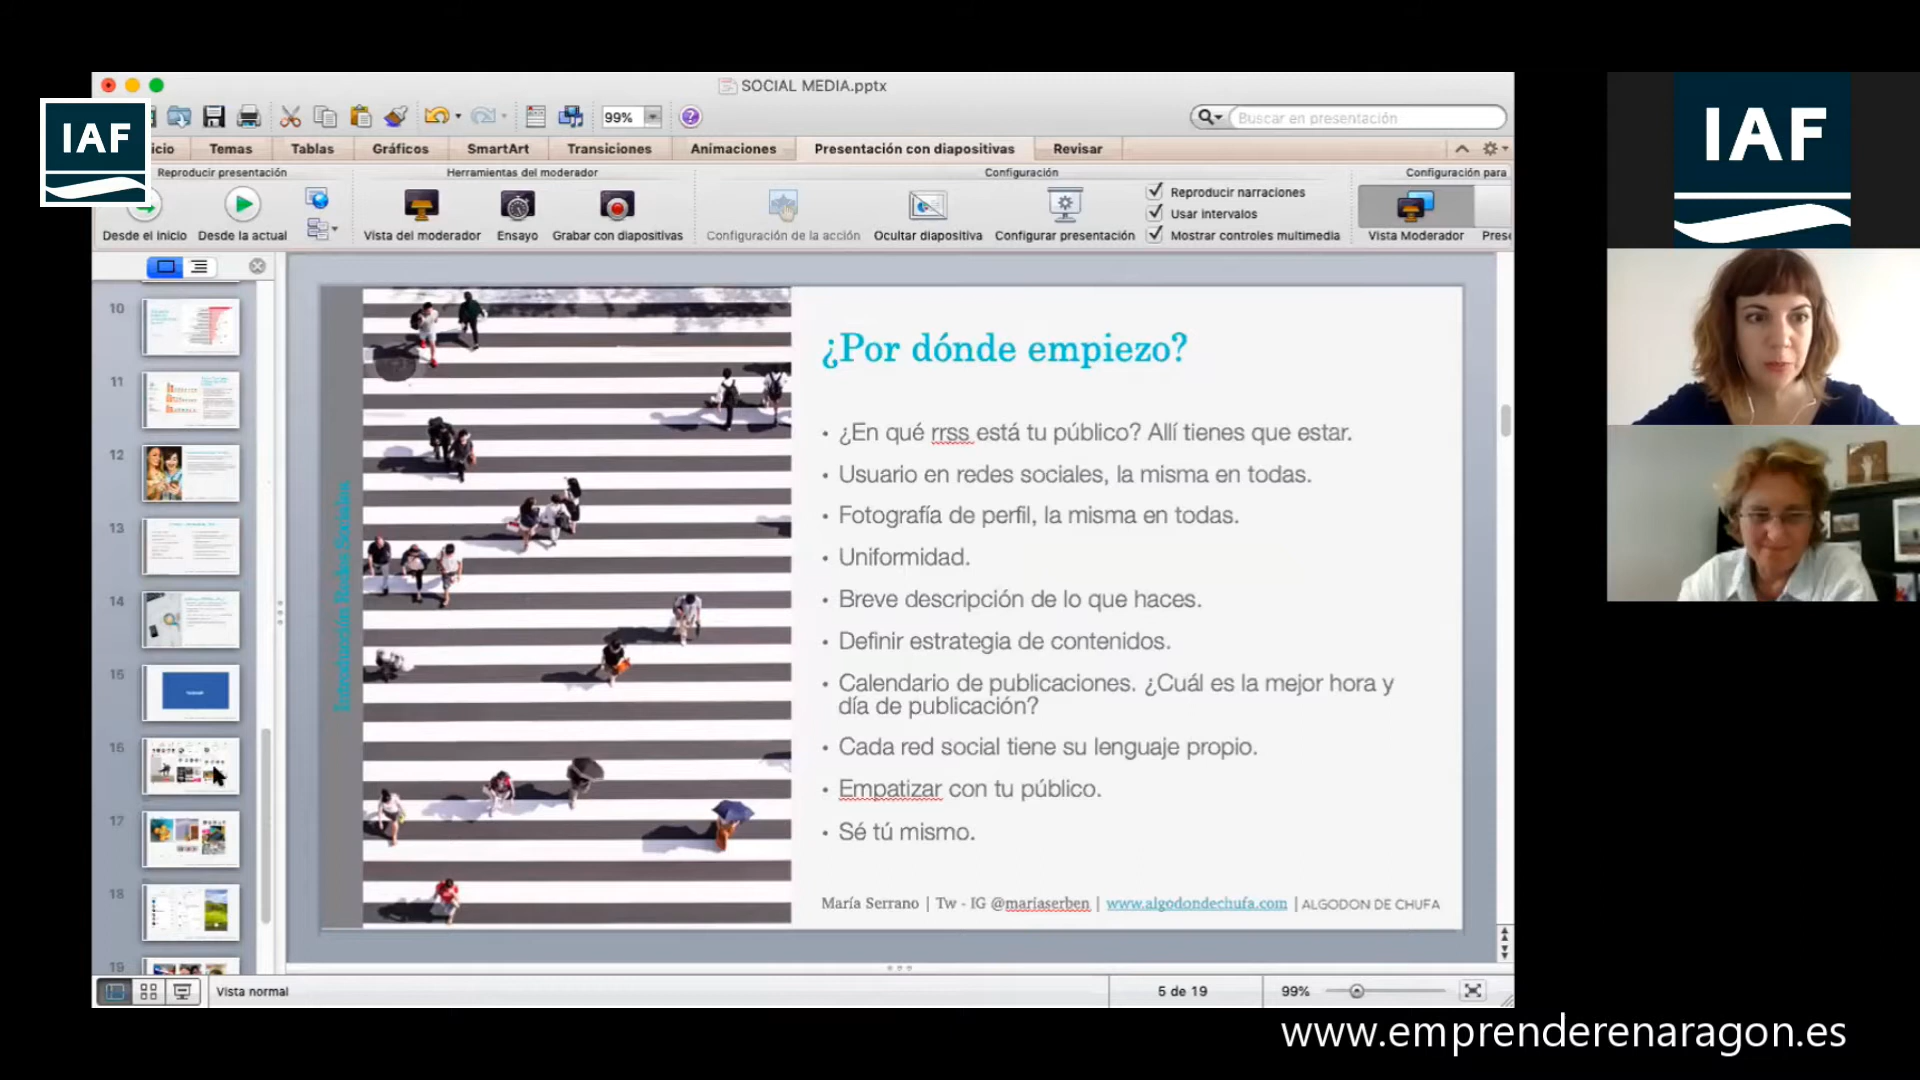 SOCIAL MEDIA.pptx
IAF
99%
Buscar en presentación
icio Temas Tablas Gráficos SmartArt Transiciones Animaciones Presentación con diapositivas Revisar
Reproducir presentación Herramientas del moderador Configuración Configuración para
Desde el inicio Desde la actual Vista del moderador Ensayo Grabar con diapositivas Configuración de la acción Ocultar diapositiva Configurar presentación
Reproducir narraciones
Usar intervalos
Mostrar controles multimedia
Vista Moderador Prese
IAF
10
11
12
13
14
15
16
17
18
19
Introducción Redes Sociales
¿Por dónde empiezo?
• ¿En qué rrss está tu público? Allí tienes que estar.
• Usuario en redes sociales, la misma en todas.
• Fotografía de perfil, la misma en todas.
• Uniformidad.
• Breve descripción de lo que haces.
• Definir estrategia de contenidos.
• Calendario de publicaciones. ¿Cuál es la mejor hora y
día de publicación?
• Cada red social tiene su lenguaje propio.
• Empatizar con tu público.
• Sé tú mismo.
María Serrano | Tw - IG @mariaserben | www.algodondechufa.com | ALGODON DE CHUFA
Vista normal 5 de 19 99%
www.emprenderenaragon.es